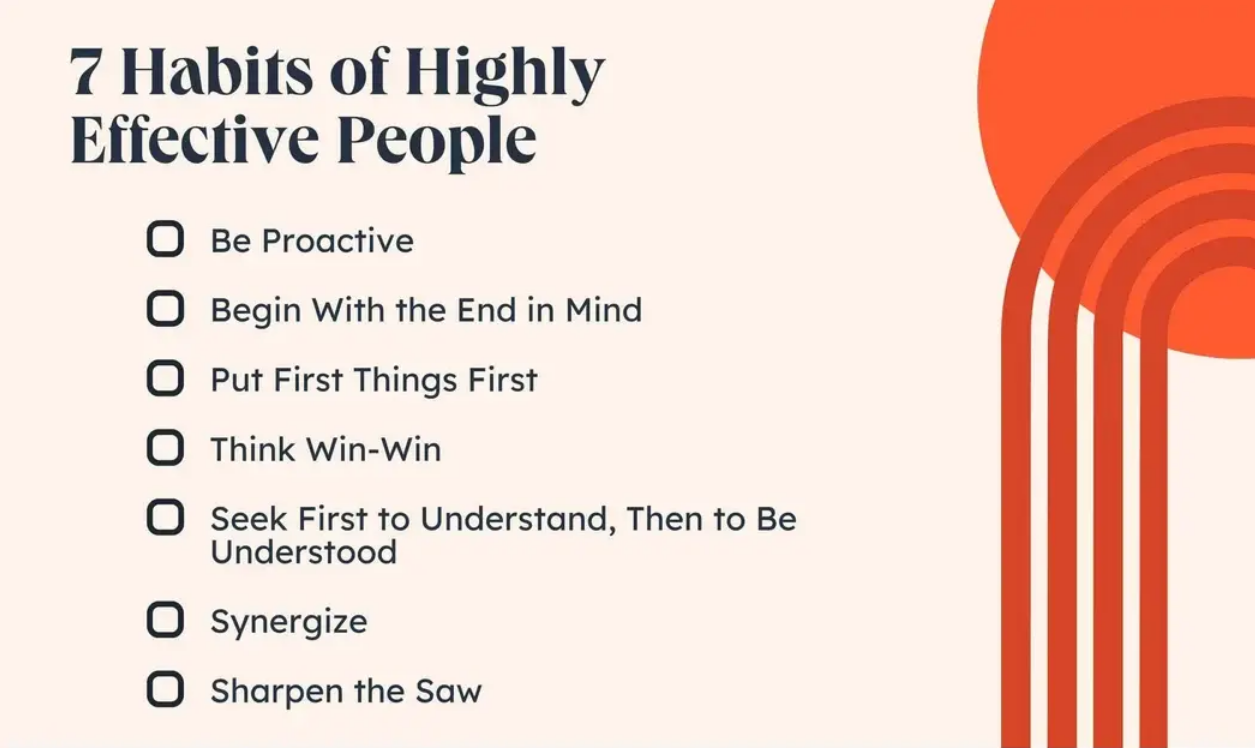 7 Habits of Highly
Effective People
Be Proactive
Begin With the End in Mind
Put First Things First
Think Win-Win
Seek First to Understand, Then to Be
Understood
Synergize
Sharpen the Saw